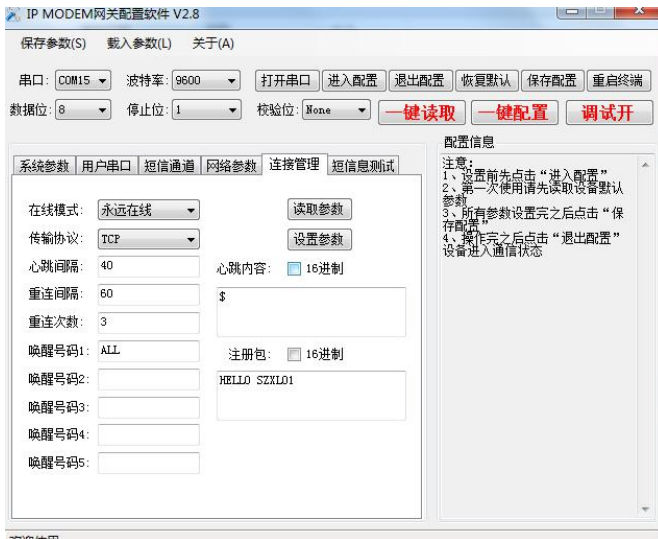 IP MODEM网关配置软件 V2.8
保存参数(S) 载入参数(L) 关于(A)
串口: COM15 波特率: 9600 打开串口 进入配置 退出配置 恢复默认 保存配置 重启终端
数据位: 8 停止位: 1 校验位: None 一键读取 一键配置 调试开
系统参数 用户串口 短信通道 网络参数 连接管理 短信息测试
在线模式: 永远在线 读取参数
传输协议: TCP 设置参数
心跳间隔: 40 心跳内容: 16进制
重连间隔: 60 $
重连次数: 3
唤醒号码1: ALL 注册包: 16进制
唤醒号码2: HELLO SZXL01
唤醒号码3:
唤醒号码4:
唤醒号码5:
配置信息
注意:
1、设置前先点击“进入配置”
2、第一次使用请先读取设备默认
参数
3、所有参数设置完之后点击“保
存配置”
4、操作完之后点击“退出配置”
设备进入通信状态